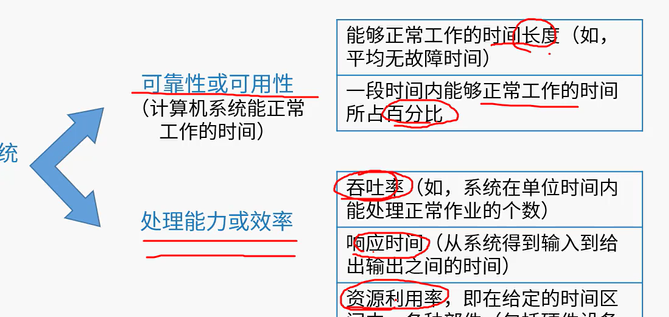 统
可靠性或可用性
（计算机系统能正常
工作的时间）
能够正常工作的时间长度（如，
平均无故障时间）
一段时间内能够正常工作的时间
所占百分比
处理能力或效率
吞吐率（如，系统在单位时间内
能处理正常作业的个数）
响应时间（从系统得到输入到给
出输出之间的时间）
资源利用率，即在给定的时间区